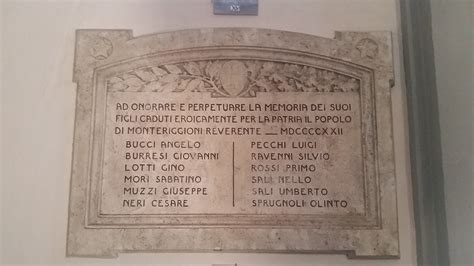 AD ONORARE E PERPETUARE LA MEMORIA DEI SUOI
FIGLI CADUTI EROICAMENTE PER LA PATRIA IL POPOLO
DI MONTERIGGIONI REVERENTE — MDCCCCXXII
BUCCI ANGELO
BURRESI GIOVANNI
LOTTI GINO
MORI SABATINO
MUZZI GIUSEPPE
NERI CESARE
PECCHI LUIGI
RAVENNI SILVIO
ROSSI PRIMO
SALI NELLO
SALI UMBERTO
SPRUGNOLI OLINTO